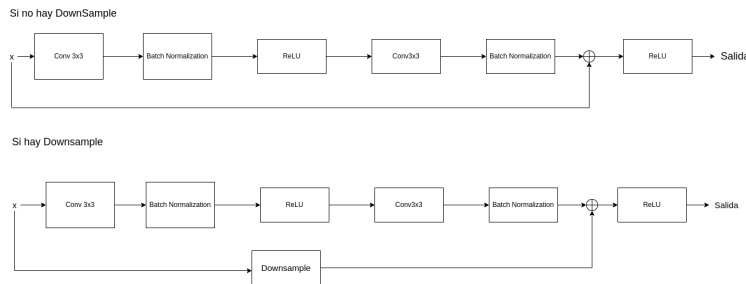 Si no hay DownSample
x
Conv 3x3
Batch Normalization
ReLU
Conv3x3
Batch Normalization
ReLU
Salida
Si hay Downsample
x
Conv 3x3
Batch Normalization
ReLU
Conv3x3
Batch Normalization
ReLU
Salida
Downsample